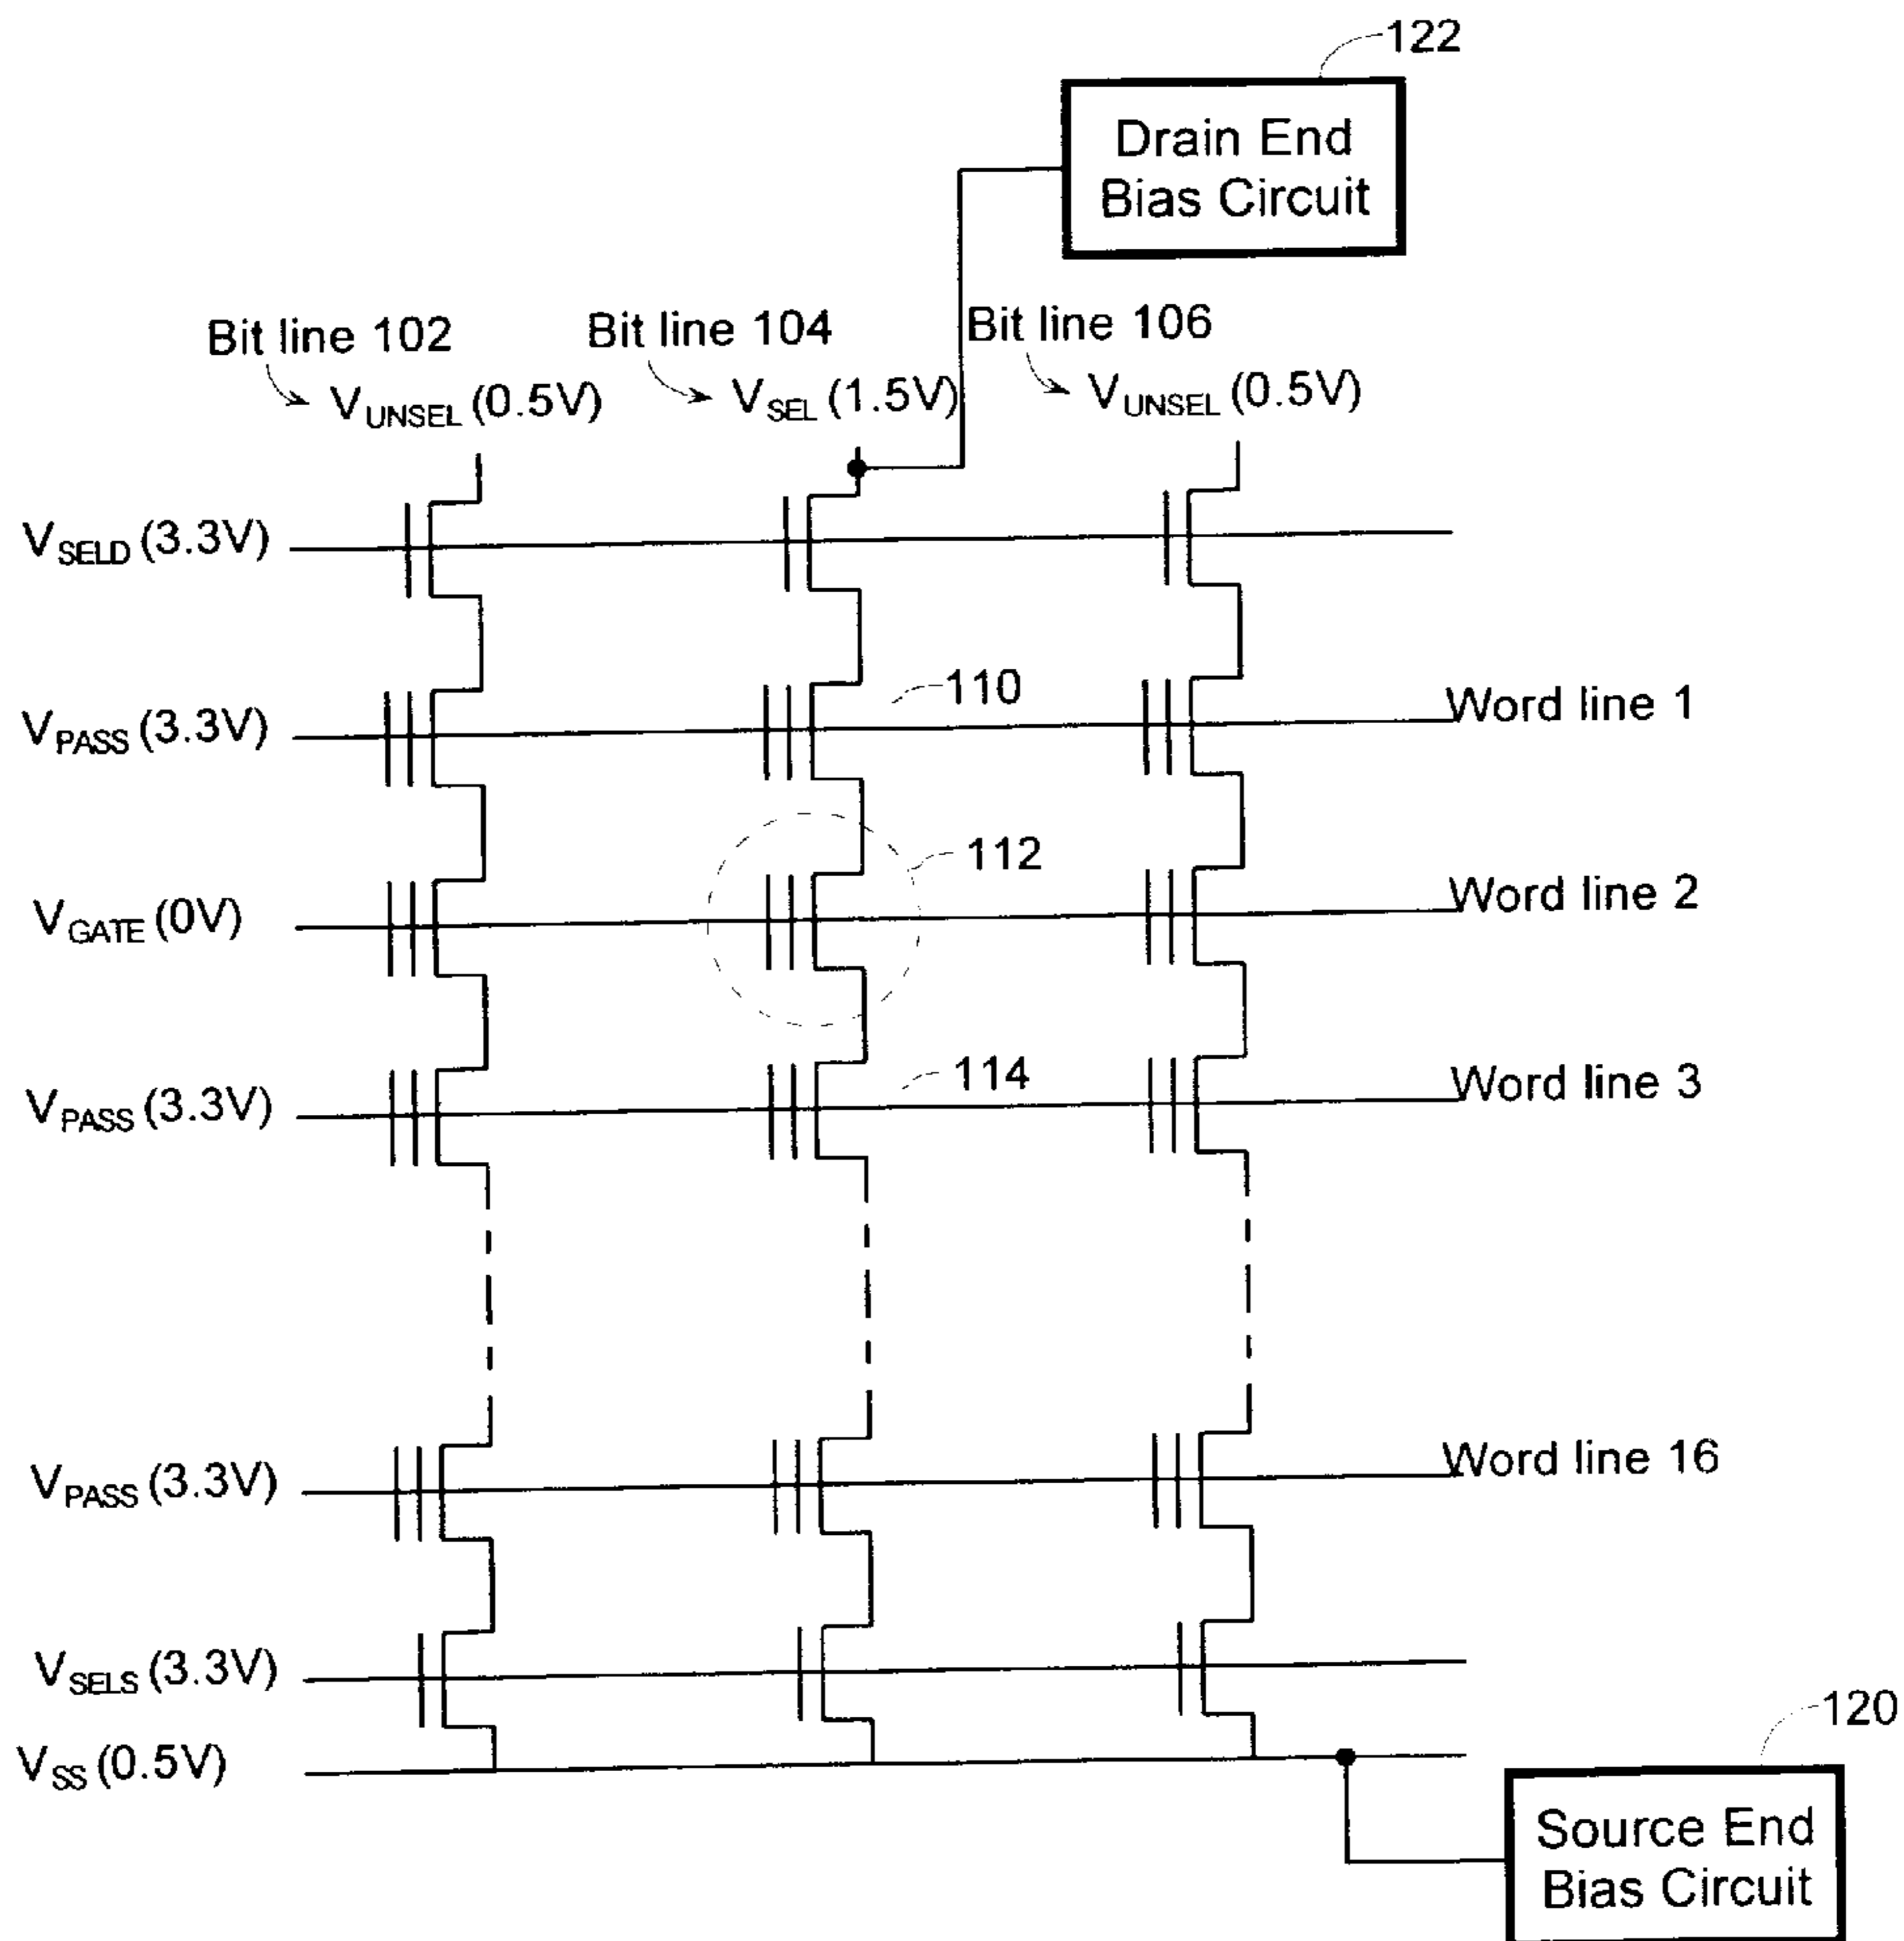 122
Drain End
Bias Circuit
Bit line 102
Bit line 104
Bit line 106
VUNSEL (0.5V)
VSEL (1.5V)
VUNSEL (0.5V)
VSELD (3.3V)
110
VPASS (3.3V)
Word line 1
112
VGATE (0V)
Word line 2
114
VPASS (3.3V)
Word line 3
VPASS (3.3V)
Word line 16
VSELS (3.3V)
120
VSS (0.5V)
Source End
Bias Circuit